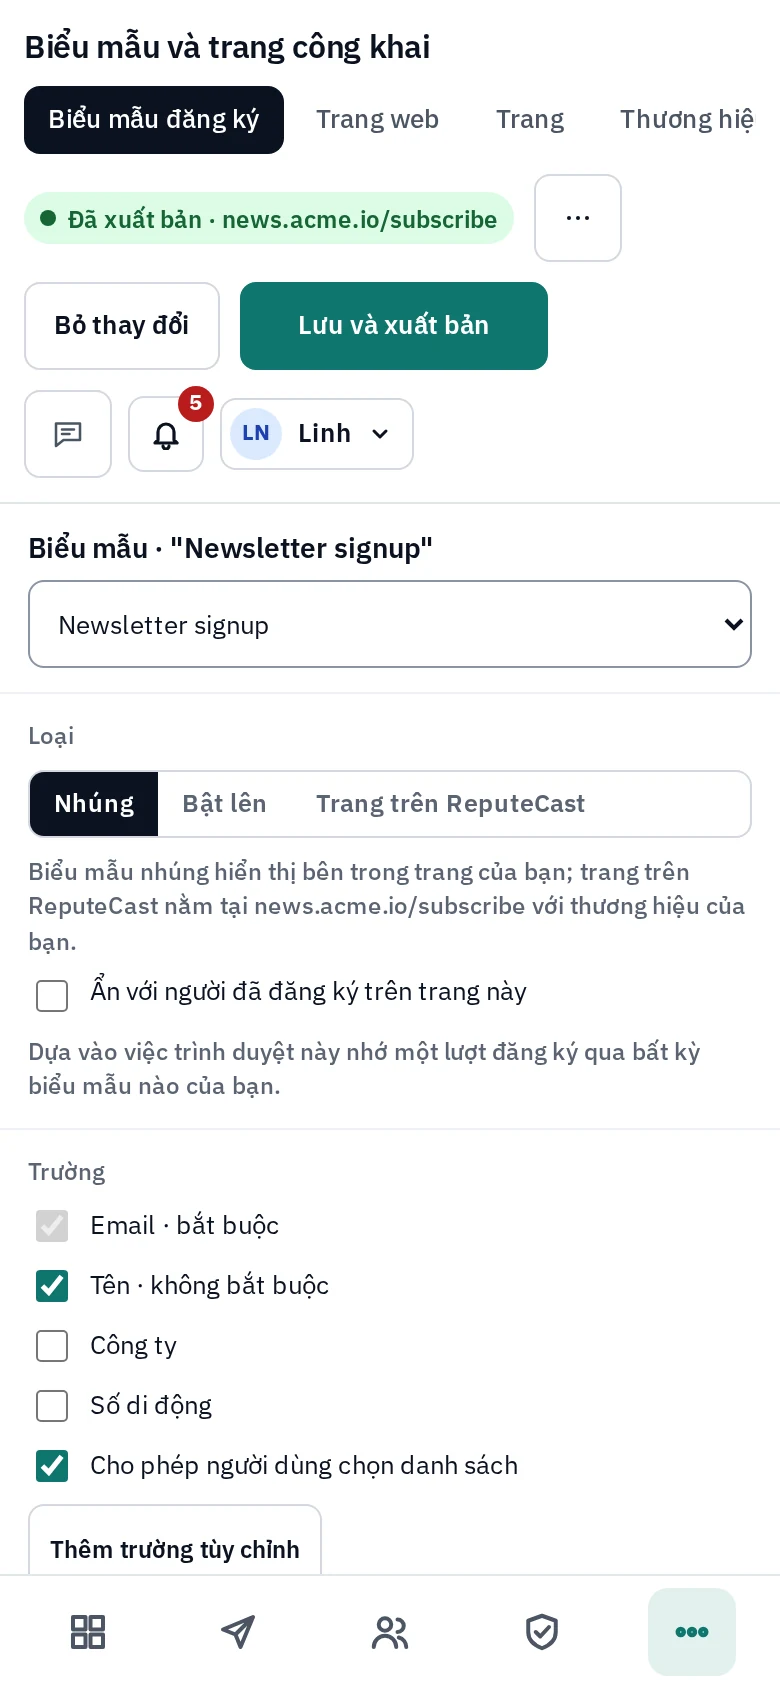 Biểu mẫu và trang công khai
Biểu mẫu đăng ký
Trang web
Trang
Thương hiệ
Đã xuất bản · news.acme.io/subscribe
Bỏ thay đổi
Lưu và xuất bản
5
LN
Linh
Biểu mẫu · "Newsletter signup"
Newsletter signup
Loại
Nhúng
Bật lên
Trang trên ReputeCast
Biểu mẫu nhúng hiển thị bên trong trang của bạn; trang trên
ReputeCast nằm tại news.acme.io/subscribe với thương hiệu của
bạn.
Ẩn với người đã đăng ký trên trang này
Dựa vào việc trình duyệt này nhớ một lượt đăng ký qua bất kỳ
biểu mẫu nào của bạn.
Trường
Email · bắt buộc
Tên · không bắt buộc
Công ty
Số di động
Cho phép người dùng chọn danh sách
Thêm trường tùy chỉnh